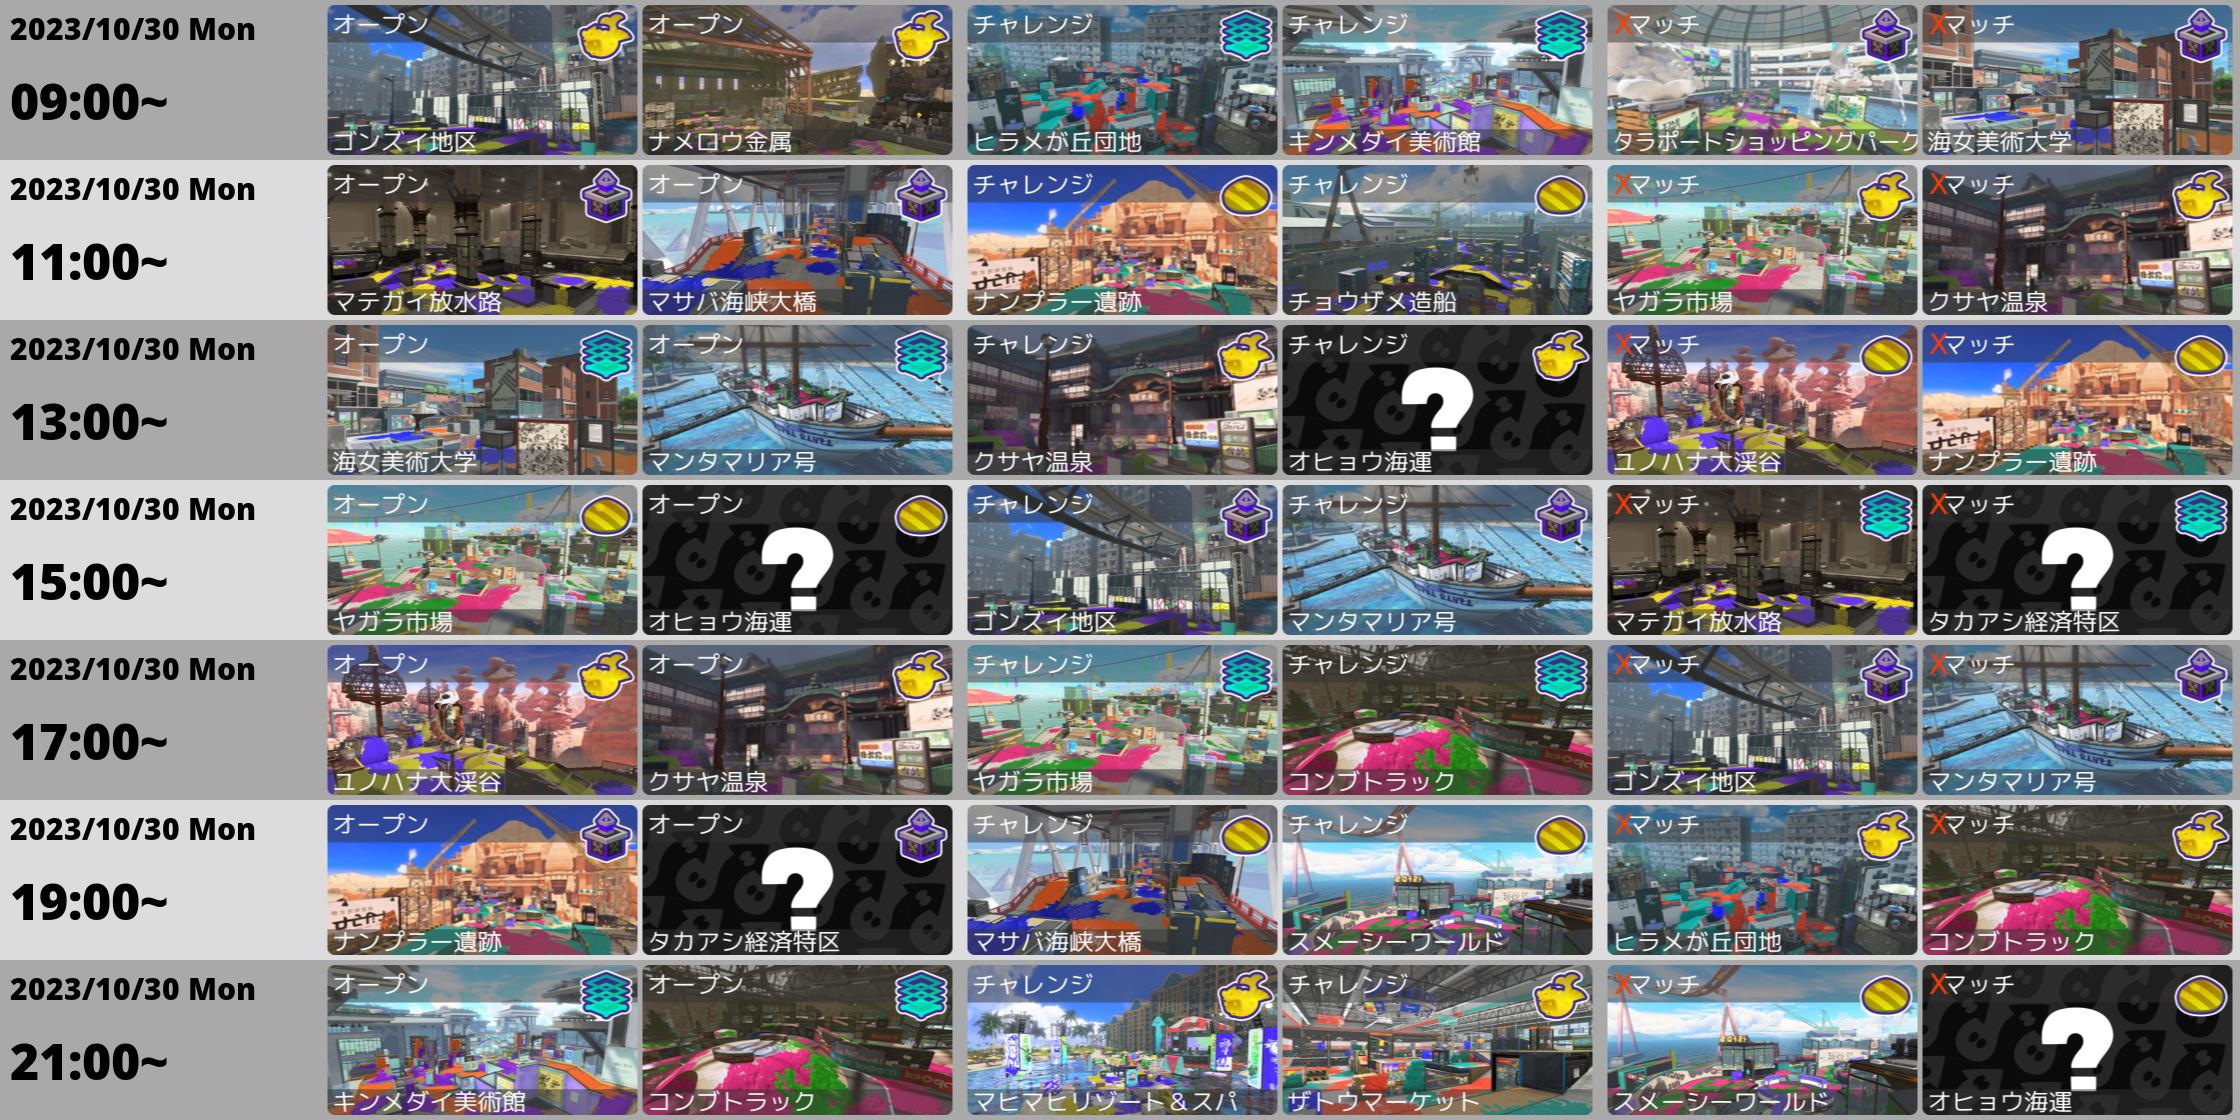 2023/10/30 Mon
09:00~
オープン
ゴンズイ地区
オープン
ナメロウ金属
チャレンジ
ヒラメが丘団地
チャレンジ
キンメダイ美術館
Xマッチ
タラポートショッピングパーク
Xマッチ
海女美術大学
2023/10/30 Mon
11:00~
オープン
マテガイ放水路
オープン
マサバ海峡大橋
チャレンジ
ナンプラー遺跡
チャレンジ
チョウザメ造船
Xマッチ
ヤガラ市場
Xマッチ
クサヤ温泉
2023/10/30 Mon
13:00~
オープン
海女美術大学
オープン
マンタマリア号
チャレンジ
クサヤ温泉
チャレンジ
?
オヒョウ海運
Xマッチ
ユノハナ大渓谷
Xマッチ
ナンプラー遺跡
2023/10/30 Mon
15:00~
オープン
ヤガラ市場
オープン
?
オヒョウ海運
チャレンジ
ゴンズイ地区
チャレンジ
マンタマリア号
Xマッチ
マテガイ放水路
Xマッチ
?
タカアシ経済特区
2023/10/30 Mon
17:00~
オープン
ユノハナ大渓谷
オープン
クサヤ温泉
チャレンジ
ヤガラ市場
チャレンジ
コンブトラック
Xマッチ
ゴンズイ地区
Xマッチ
マンタマリア号
2023/10/30 Mon
19:00~
オープン
ナンプラー遺跡
オープン
?
タカアシ経済特区
チャレンジ
マサバ海峡大橋
チャレンジ
スメーシーワールド
Xマッチ
ヒラメが丘団地
Xマッチ
コンブトラック
2023/10/30 Mon
21:00~
オープン
キンメダイ美術館
オープン
コンブトラック
チャレンジ
マヒマヒリゾート&スパ
チャレンジ
ザトウマーケット
Xマッチ
スメーシーワールド
Xマッチ
?
オヒョウ海運